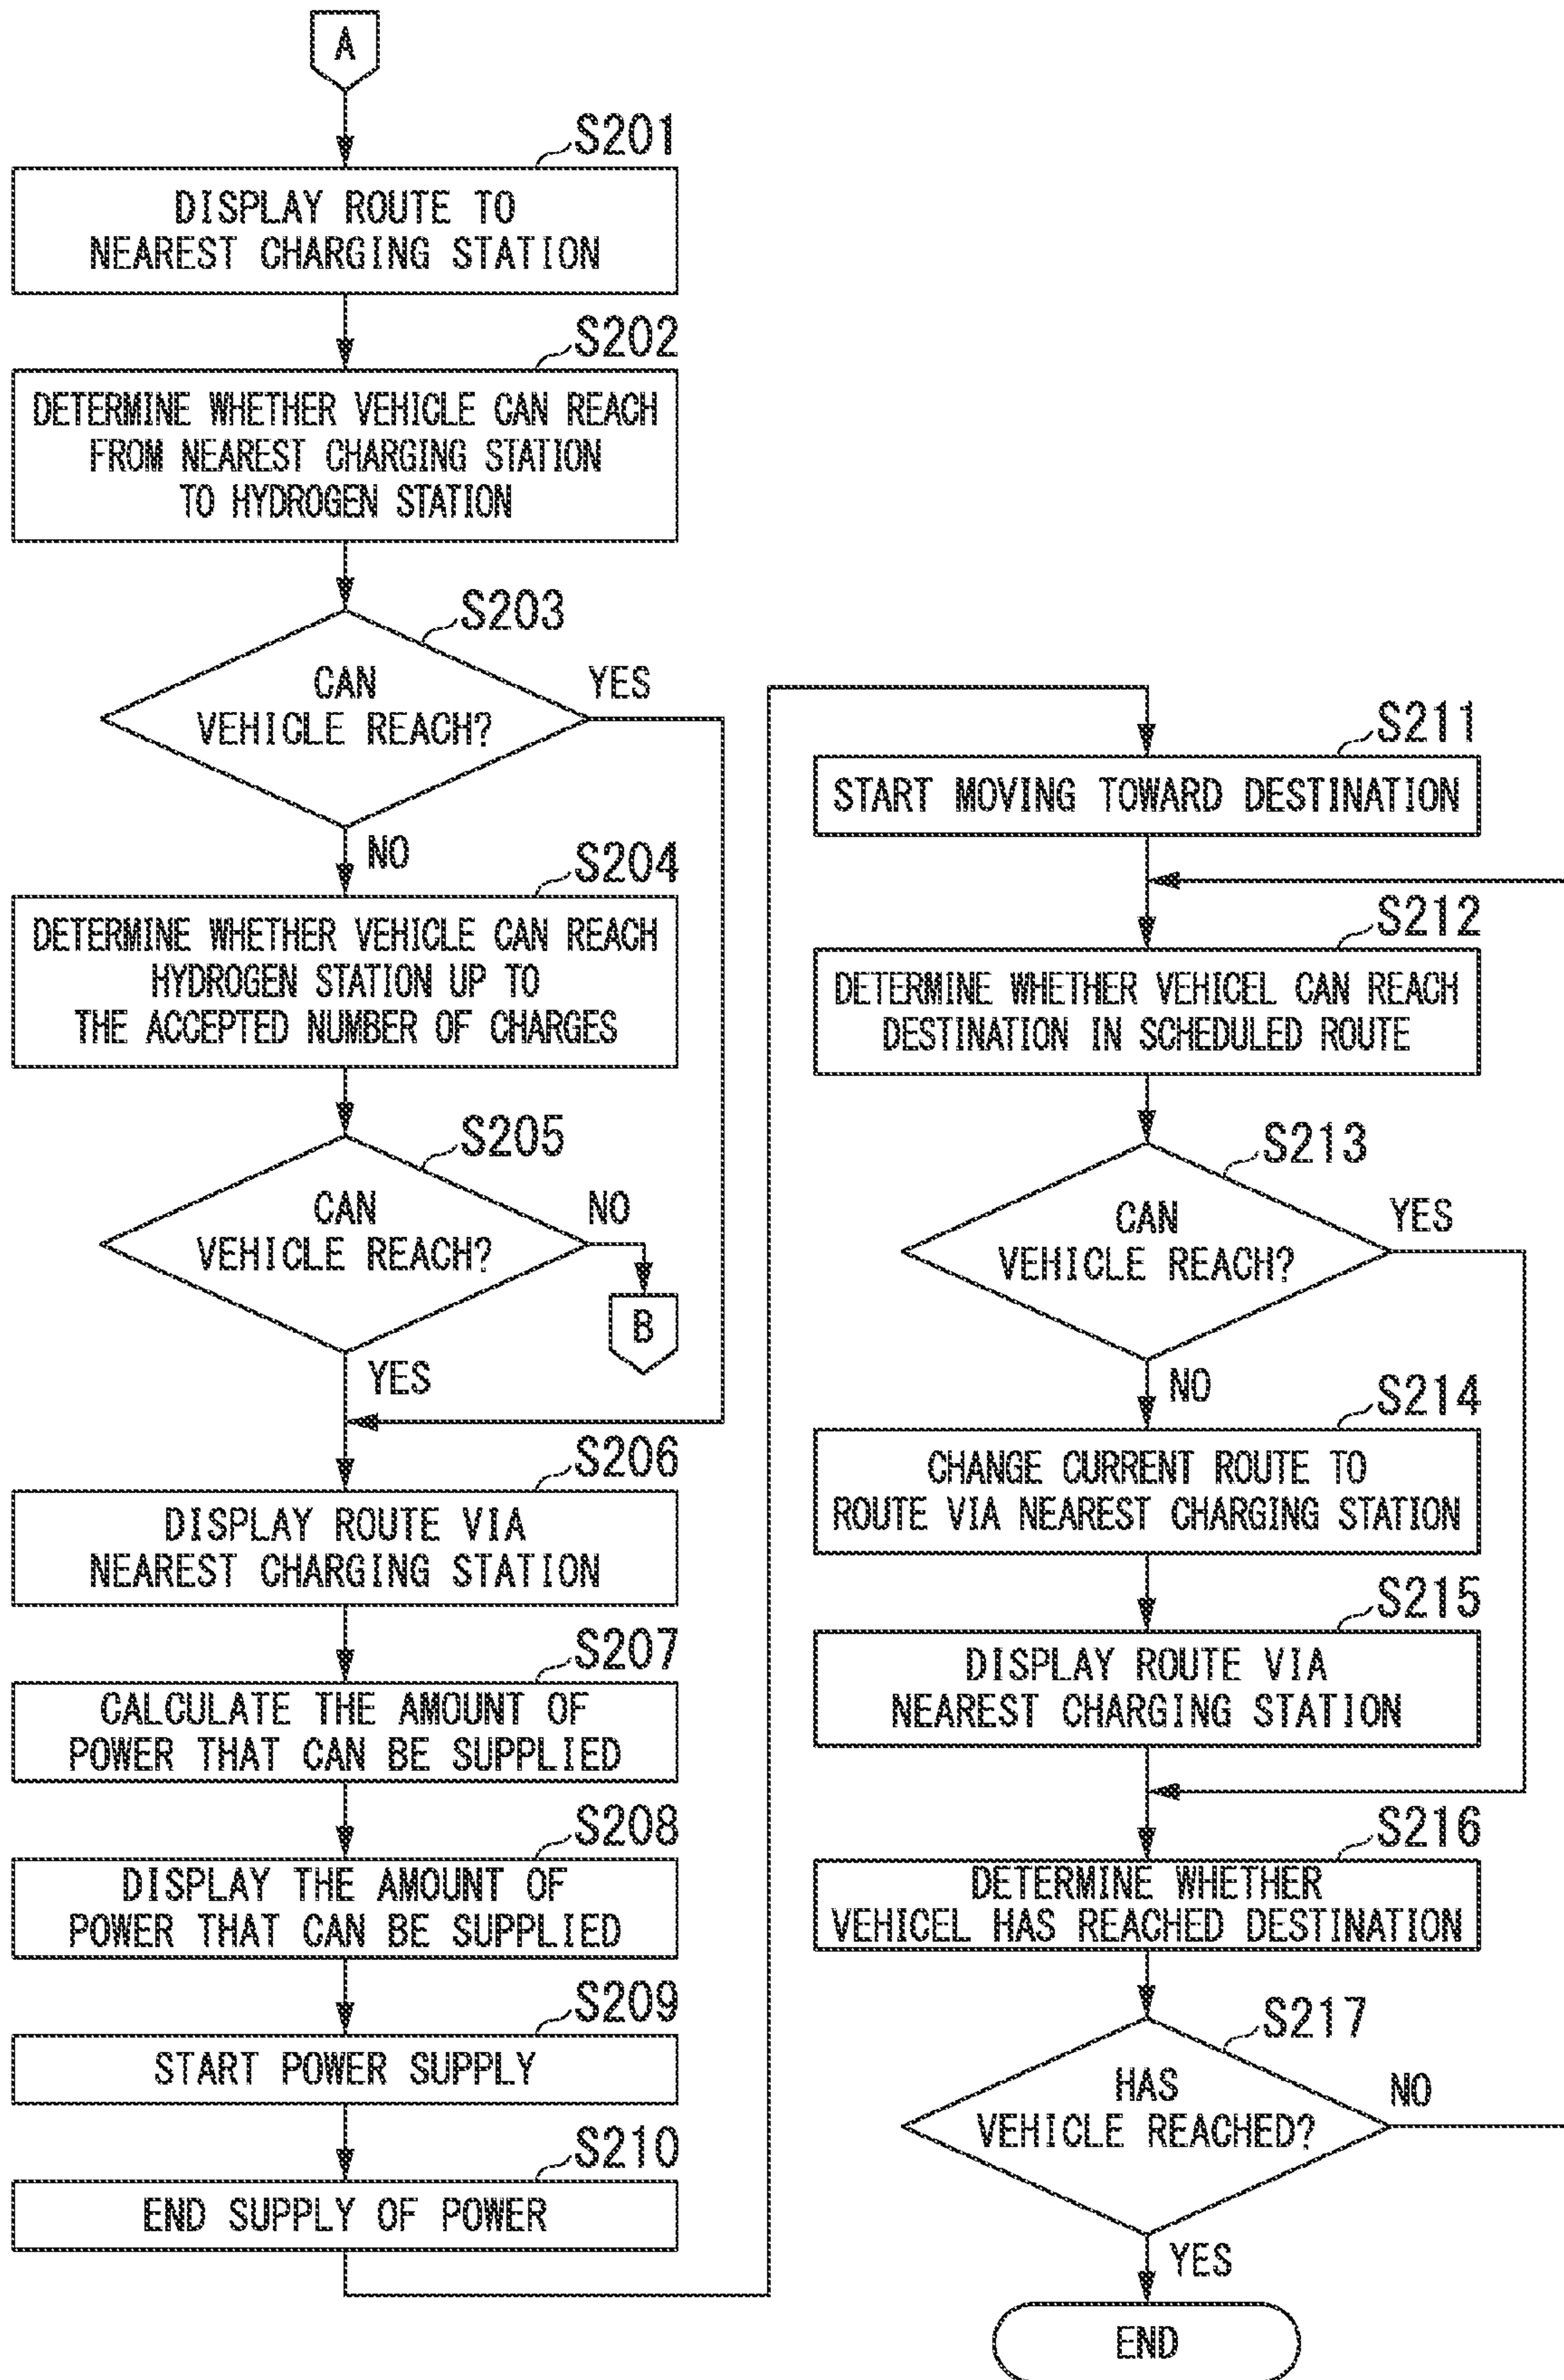 A
S201
DISPLAY ROUTE TO
NEAREST CHARGING STATION
S202
DETERMINE WHETHER VEHICLE CAN REACH
FROM NEAREST CHARGING STATION
TO HYDROGEN STATION
S203
CAN
VEHICLE REACH?
YES
NO
S204
DETERMINE WHETHER VEHICLE CAN REACH
HYDROGEN STATION UP TO
THE ACCEPTED NUMBER OF CHARGES
S205
CAN
VEHICLE REACH?
NO
B
YES
S206
DISPLAY ROUTE VIA
NEAREST CHARGING STATION
S207
CALCULATE THE AMOUNT OF
POWER THAT CAN BE SUPPLIED
S208
DISPLAY THE AMOUNT OF
POWER THAT CAN BE SUPPLIED
S209
START POWER SUPPLY
S210
END SUPPLY OF POWER
S211
START MOVING TOWARD DESTINATION
S212
DETERMINE WHETHER VEHICEL CAN REACH
DESTINATION IN SCHEDULED ROUTE
S213
CAN
VEHICLE REACH?
YES
NO
S214
CHANGE CURRENT ROUTE TO
ROUTE VIA NEAREST CHARGING STATION
S215
DISPLAY ROUTE VIA
NEAREST CHARGING STATION
S216
DETERMINE WHETHER
VEHICEL HAS REACHED DESTINATION
S217
HAS
VEHICLE REACHED?
NO
YES
END